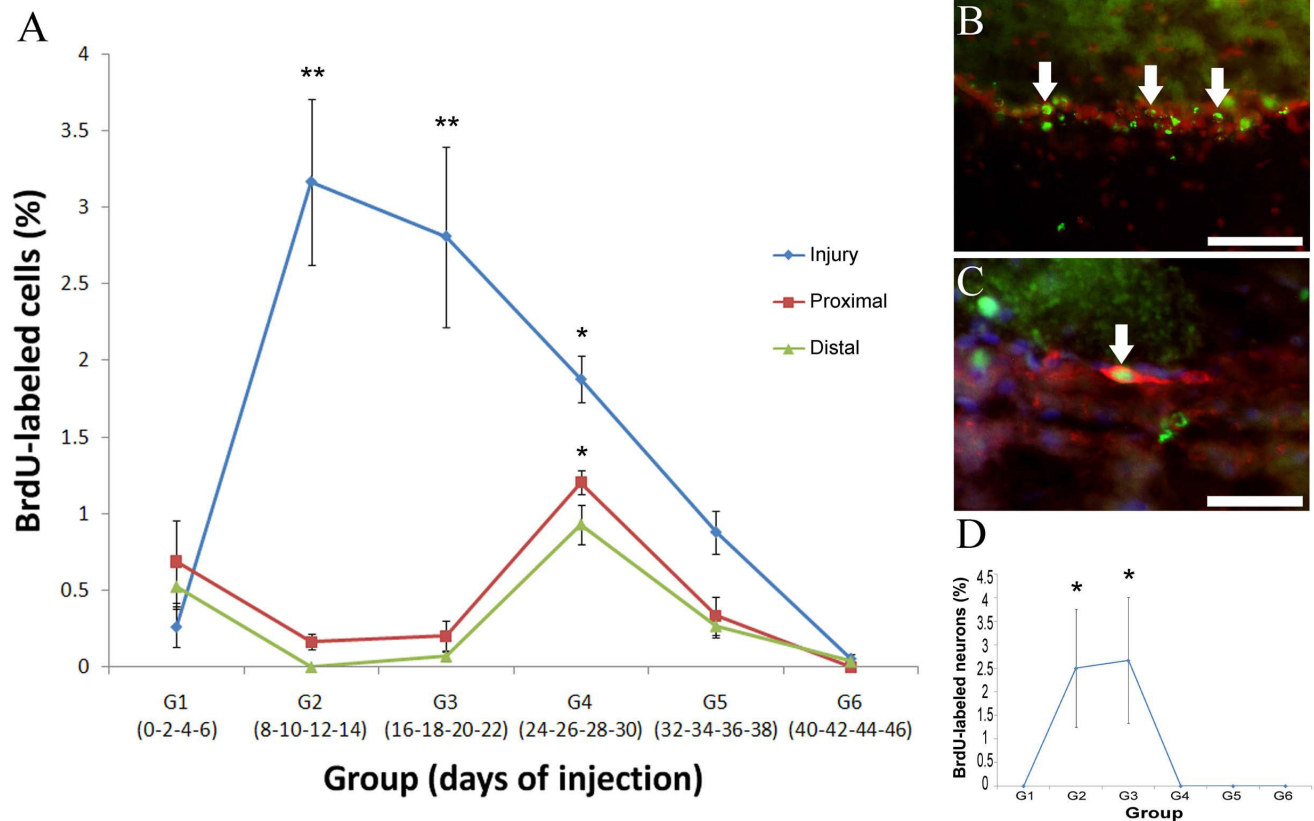 A
4
3.5
3
2.5
2
1.5
1
0.5
0
BrdU-labeled cells (%)
**
**
*
*
Injury
Proximal
Distal
G1 G2 G3 G4 G5 G6
(0-2-4-6) (8-10-12-14) (16-18-20-22) (24-26-28-30) (32-34-36-38) (40-42-44-46)
Group (days of injection)
B
C
D
4.5
4
3.5
3
2.5
2
1.5
1
0.5
0
BrdU-labeled neurons (%)
*
*
G1 G2 G3 G4 G5 G6
Group